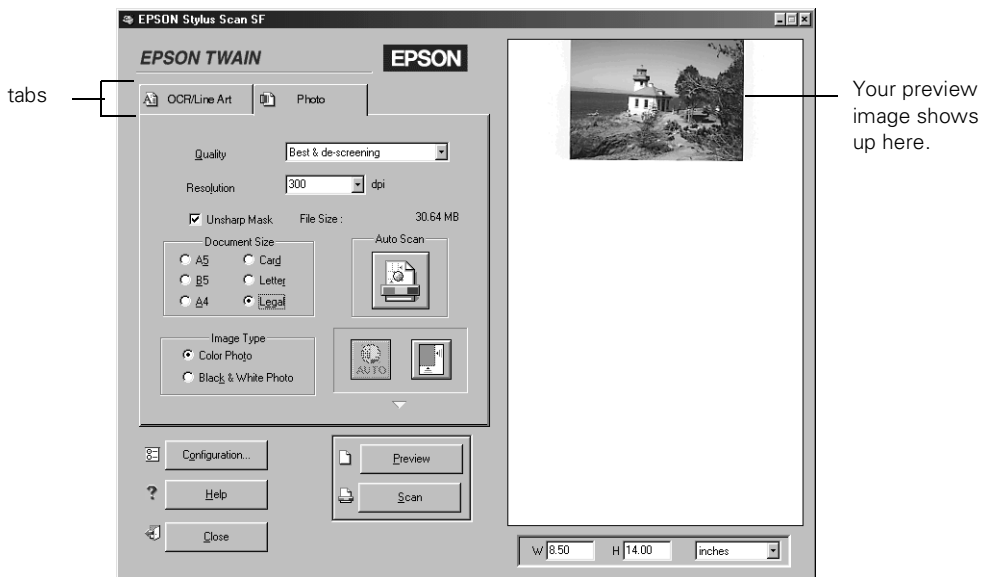 EPSON Stylus Scan SF
EPSON TWAIN
EPSON
tabs
OCR/Line Art
Photo
Quality
Best & de-screening
Resolution
300
dpi
Unsharp Mask
File Size :
30.64 MB
Document Size
A5
Card
B5
Letter
A4
Legal
Auto Scan
Image Type
Color Photo
Black & White Photo
AUTO
Configuration...
Help
Close
Preview
Scan
Your preview
image shows
up here.
W 8.50
H 14.00
inches